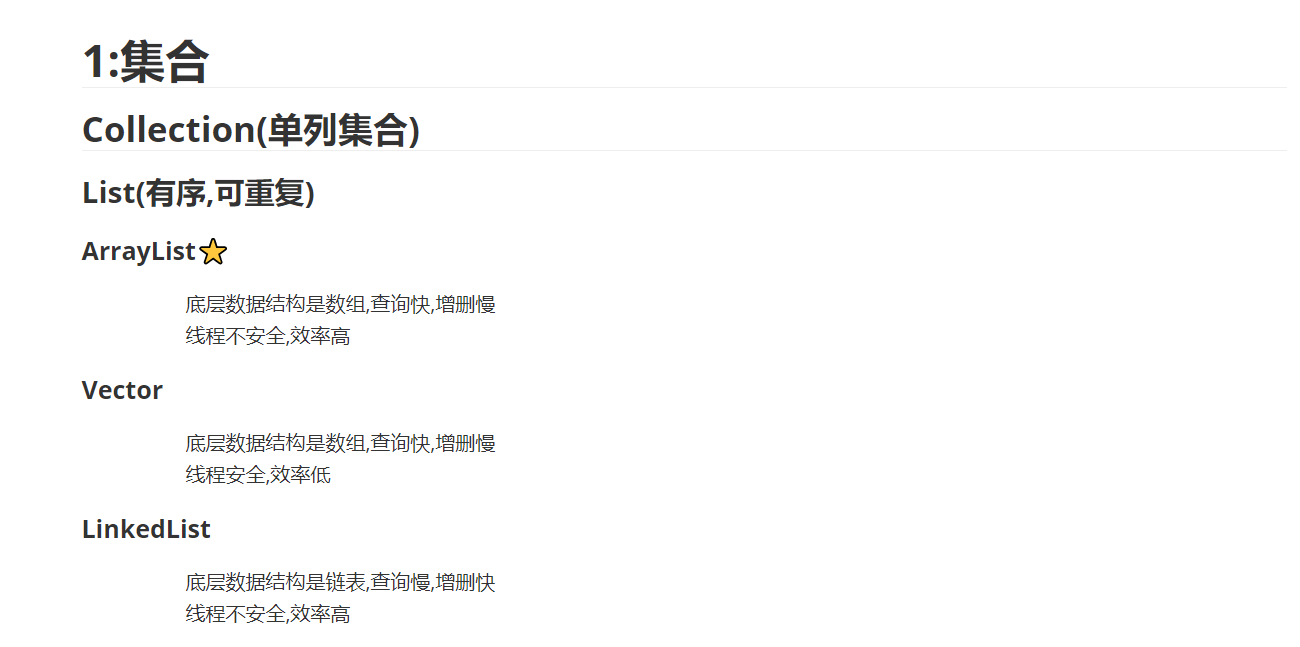 1:集合
Collection(单列集合)
List(有序,可重复)
ArrayList⭐
底层数据结构是数组,查询快,增删慢
线程不安全,效率高
Vector
底层数据结构是数组,查询快,增删慢
线程安全,效率低
LinkedList
底层数据结构是链表,查询慢,增删快
线程不安全,效率高